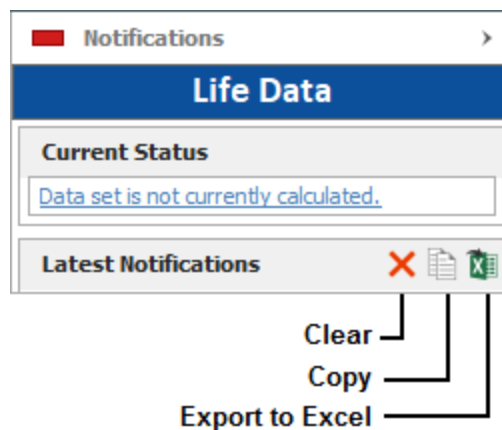 Notifications
Life Data
Current Status
Data set is not currently calculated.
Latest Notifications
Clear
Copy
Export to Excel